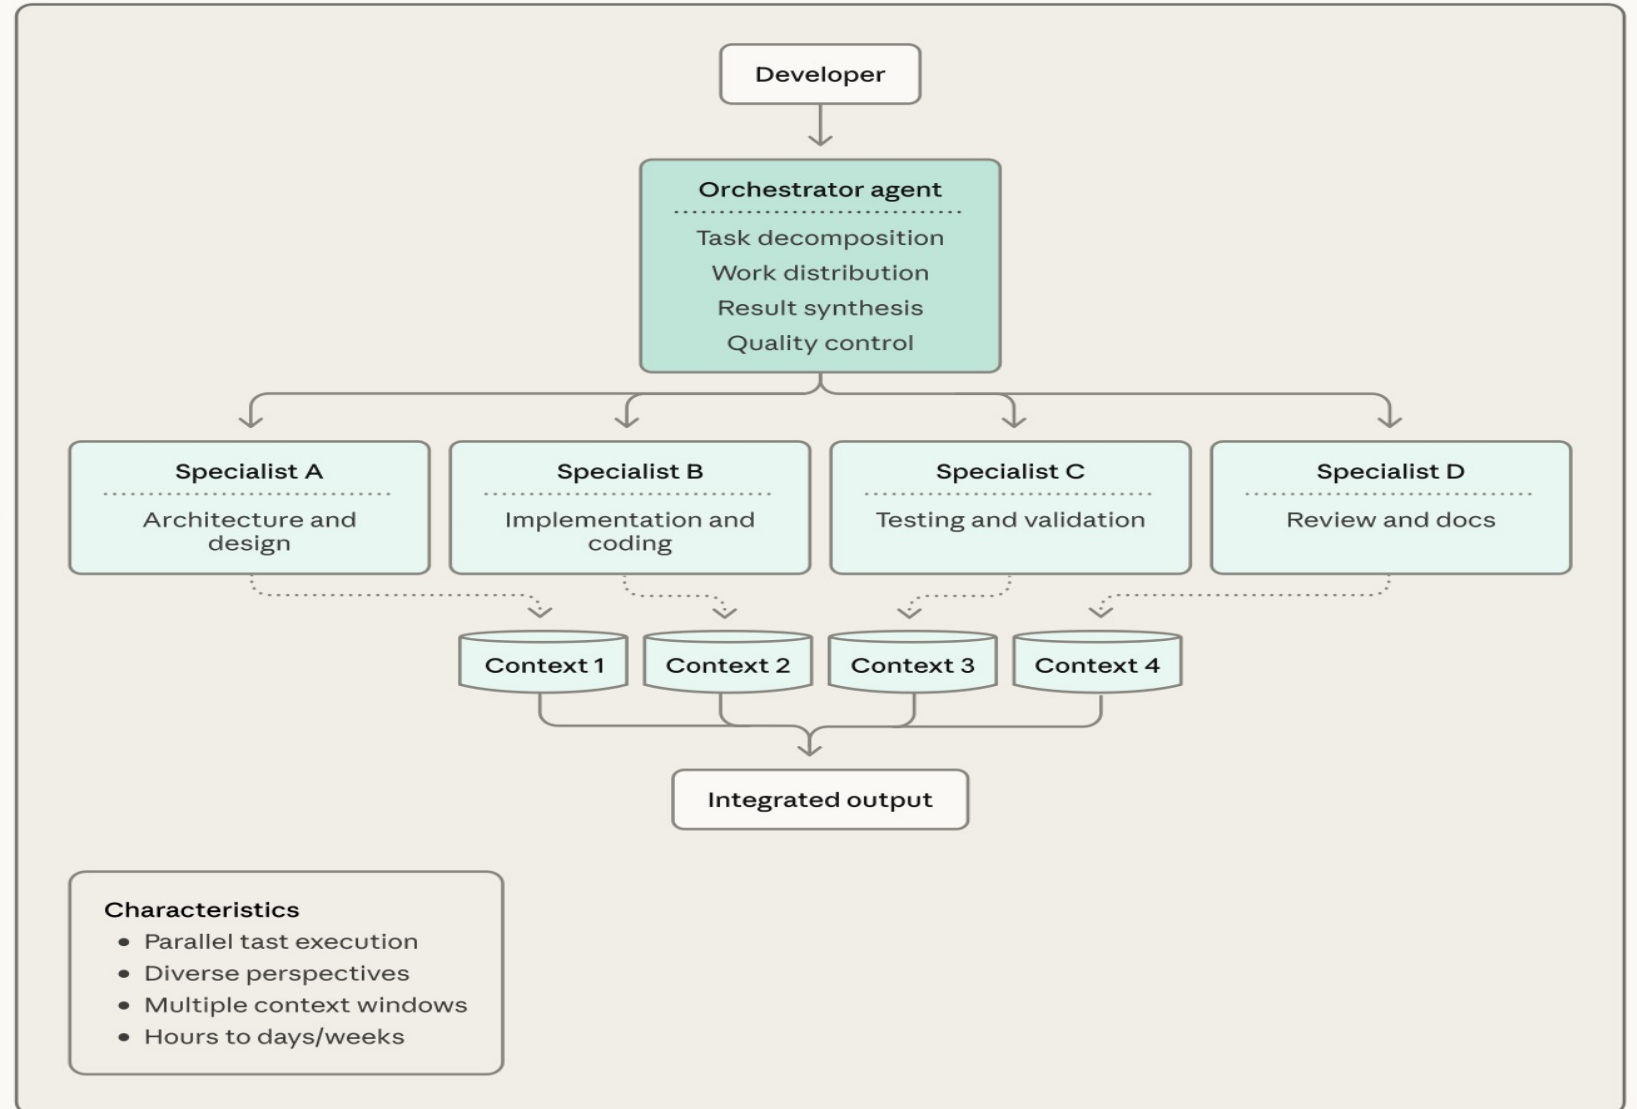 Developer
Orchestrator agent
Task decomposition
Work distribution
Result synthesis
Quality control
Specialist A
Architecture and
design
Specialist B
Implementation and
coding
Specialist C
Testing and validation
Specialist D
Review and docs
Context 1
Context 2
Context 3
Context 4
Integrated output
Characteristics
• Parallel tast execution
• Diverse perspectives
• Multiple context windows
• Hours to days/weeks